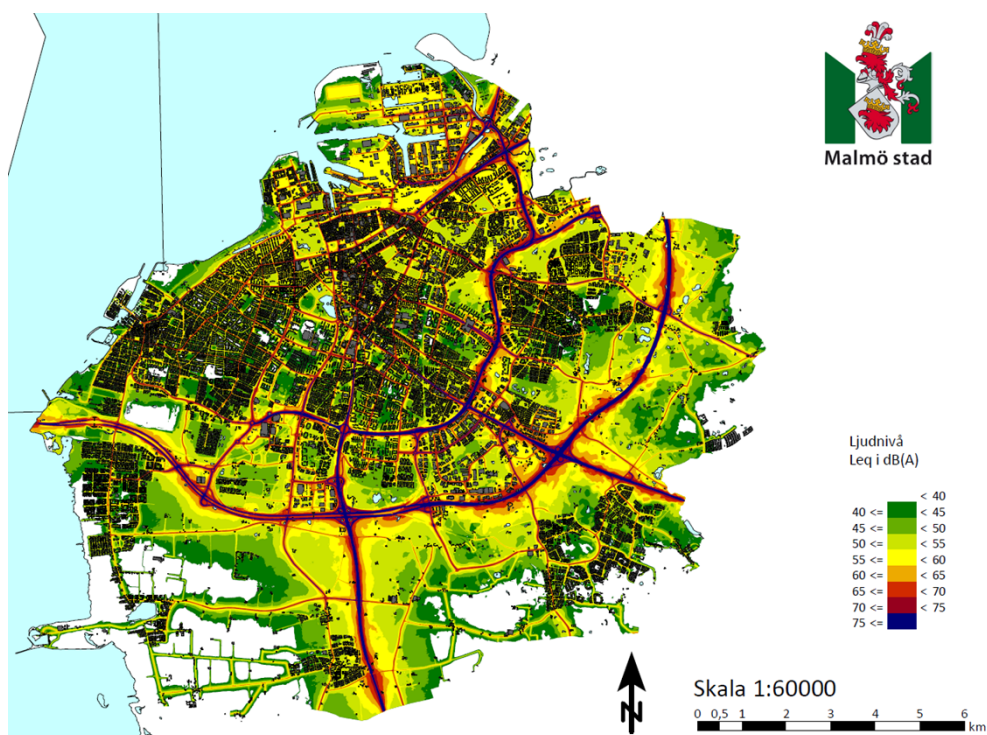 Malmö stad
Ljudnivå
Leq i dB(A)
< 40
40 <= < 45
45 <= < 50
50 <= < 55
55 <= < 60
60 <= < 65
65 <= < 70
70 <= < 75
75 <=
N
Skala 1:60000
0 0,5 1 2 3 4 5 6
km